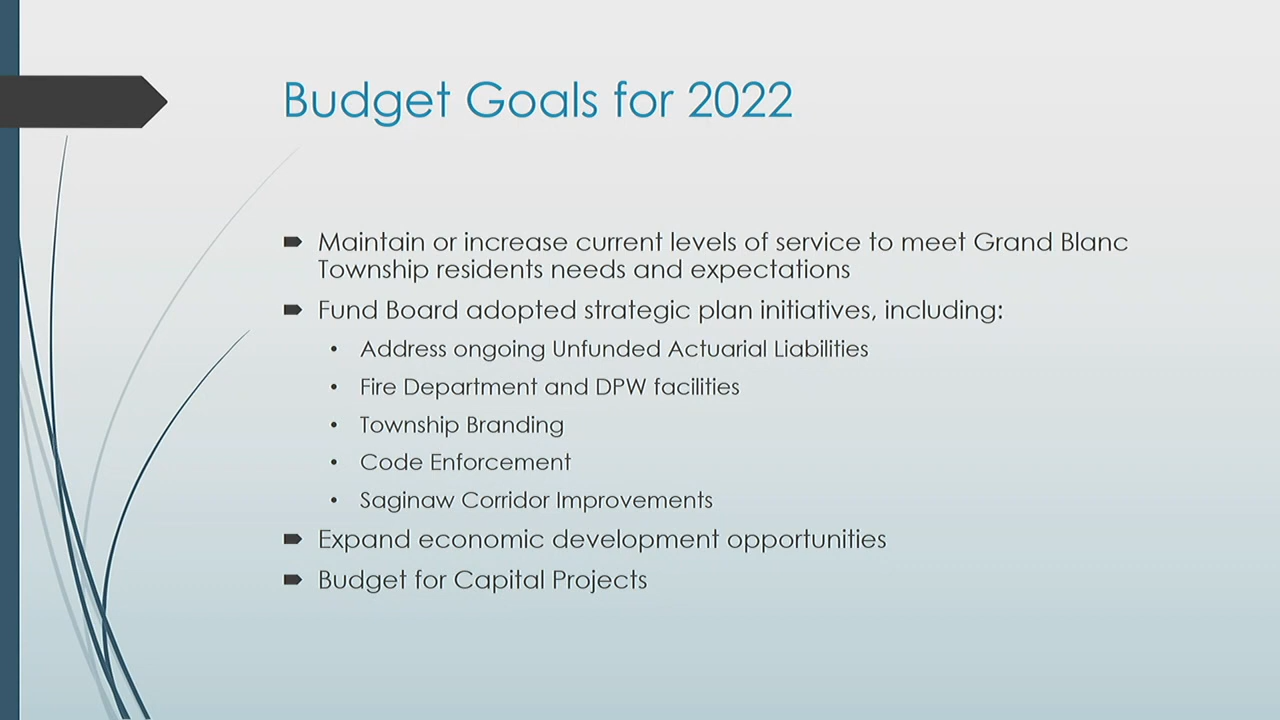 Budget Goals for 2022
Maintain or increase current levels of service to meet Grand Blanc
Township residents needs and expectations
Fund Board adopted strategic plan initiatives, including:
• Address ongoing Unfunded Actuarial Liabilities
• Fire Department and DPW facilities
• Township Branding
• Code Enforcement
• Saginaw Corridor Improvements
Expand economic development opportunities
Budget for Capital Projects